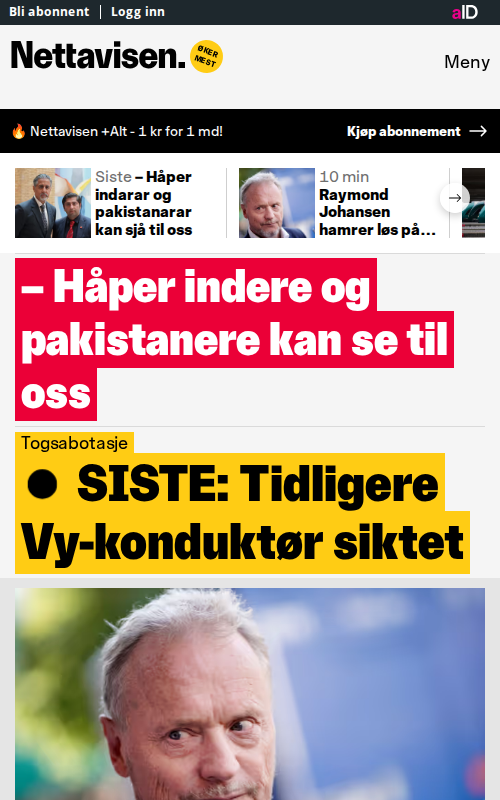 Bli abonnent | Logg inn
aID
Nettavisen.
ØKER
MEST
Meny
Nettavisen +Alt - 1 kr for 1 md!
Kjøp abonnement
Siste – Håper
indarar og
pakistanarar
kan sjå til oss
10 min
Raymond
Johansen
hamrer løs på...
– Håper indere og
pakistanere kan se til
oss
Togsabotasje
SISTE: Tidligere
Vy-konduktør siktet